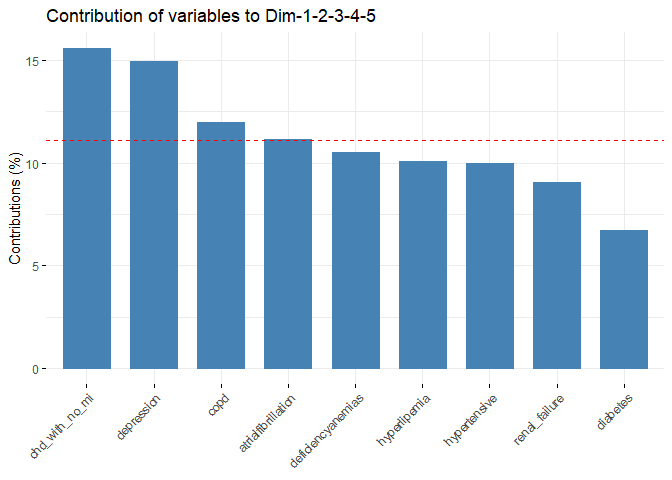 Contribution of variables to Dim-1-2-3-4-5
Contributions (%)
15
10
5
0
chd_with_no_mi
depression
copd
atrialfibrillation
deficiencyanemias
hyperlipemia
hypertensive
renal_failure
diabetes